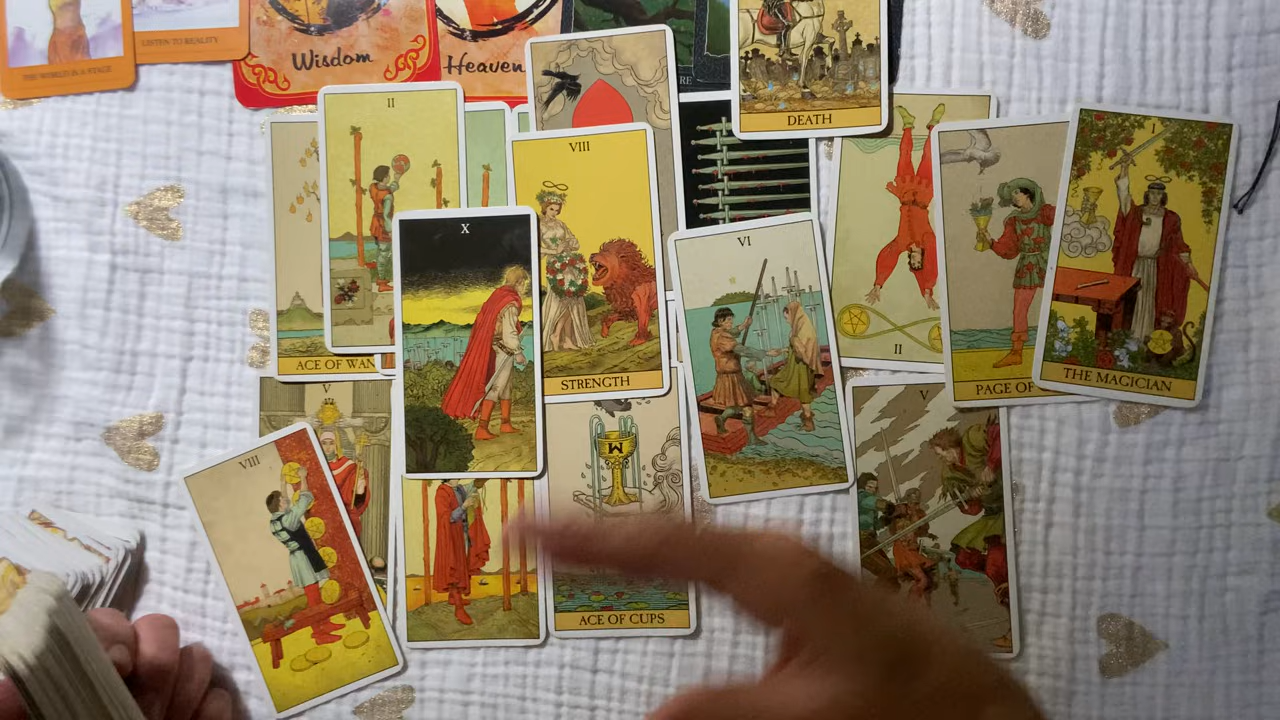 THE WORLD IS A STAGE
LISTEN TO REALITY
Wisdom
Heaven
RE
DEATH
II
VIII
STRENGTH
X
VI
I
THE MAGICIAN
PAGE OF
II
ACE OF WAN
V
V
VIII
ACE OF CUPS